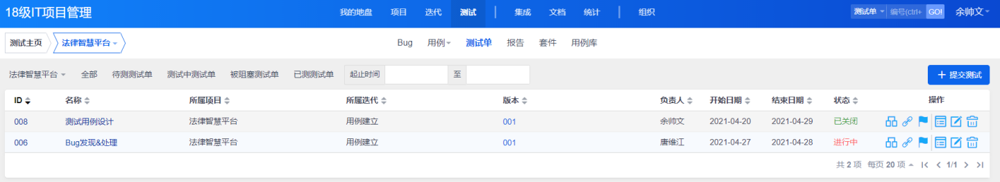 18级IT项目管理 我的地盘 项目 迭代 测试 集成 文档 统计 组织 测试单 编号(ctrl+ GO! 余帅文
测试主页 法律智慧平台 Bug 用例 测试单 报告 套件 用例库
法律智慧平台 全部 待测测试单 测试中测试单 被阻塞测试单 已测测试单 起止时间 至 + 提交测试
ID 名称 所属项目 所属迭代 版本 负责人 开始日期 结束日期 状态 操作
008 测试用例设计 法律智慧平台 用例建立 001 余帅文 2021-04-20 2021-04-29 已关闭
006 Bug发现&处理 法律智慧平台 用例建立 001 唐维江 2021-04-27 2021-04-28 进行中
共 2 项 每页 20 项 1/1